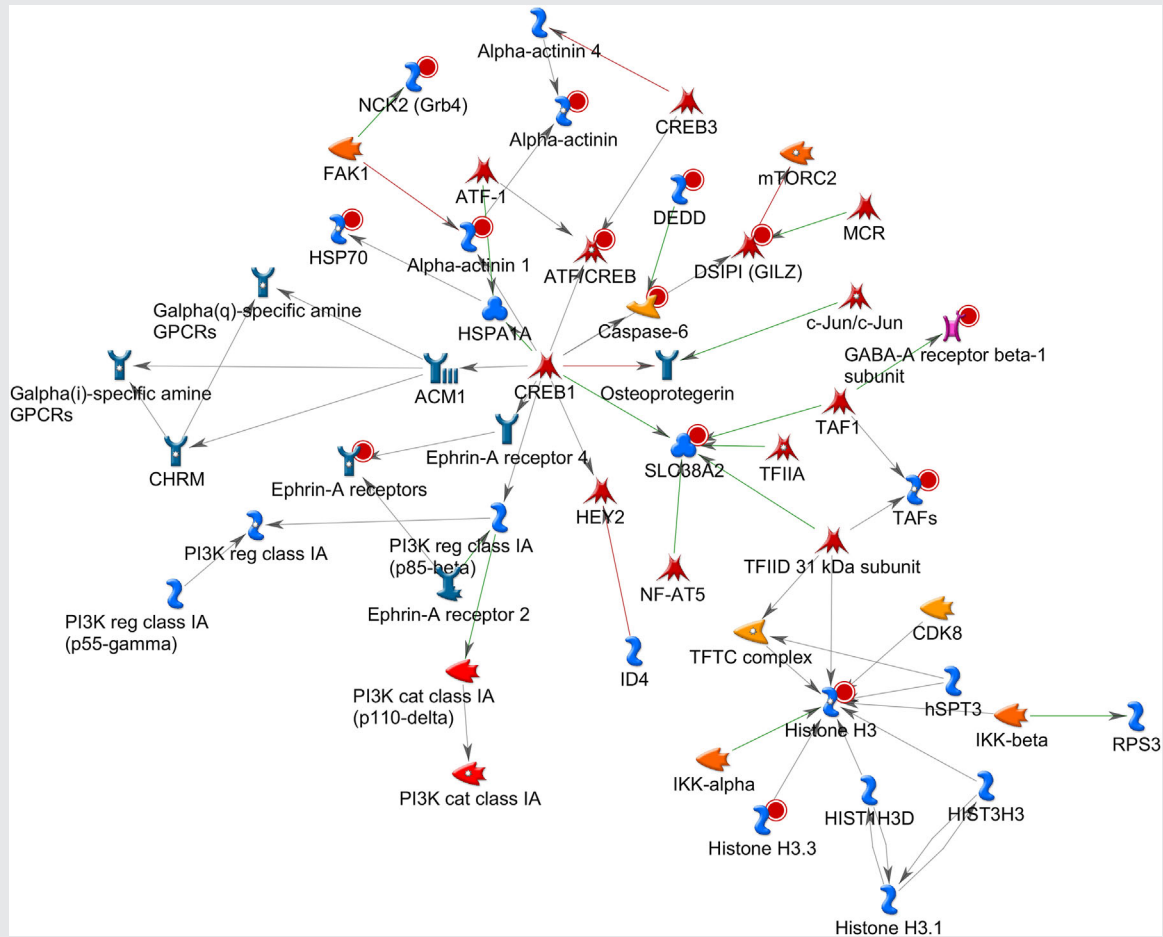 Alpha-actinin 4
NCK2 (Grb4)
CREB3
Alpha-actinin
FAK1
mTORC2
ATF-1
DEDD
MCR
HSP70
Alpha-actinin 1
ATF/CREB
DSIPI (GILZ)
Galpha(q)-specific amine
GPCRs
HSPA1A
Caspase-6
c-Jun/c-Jun
GABA-A receptor beta-1
subunit
Galpha(i)-specific amine
GPCRs
ACM1
CREB1
Osteoprotegerin
TAF1
CHRM
Ephrin-A receptor 4
Ephrin-A receptors
SLC38A2
TFIIA
HEY2
TAFs
PI3K reg class IA
PI3K reg class IA
(p85-beta)
TFIID 31 kDa subunit
NF-AT5
Ephrin-A receptor 2
PI3K reg class IA
(p55-gamma)
CDK8
TFTC complex
ID4
PI3K cat class IA
(p110-delta)
hSPT3
Histone H3
IKK-beta
RPS3
IKK-alpha
PI3K cat class IA
HIST1H3D
HIST3H3
Histone H3.3
Histone H3.1